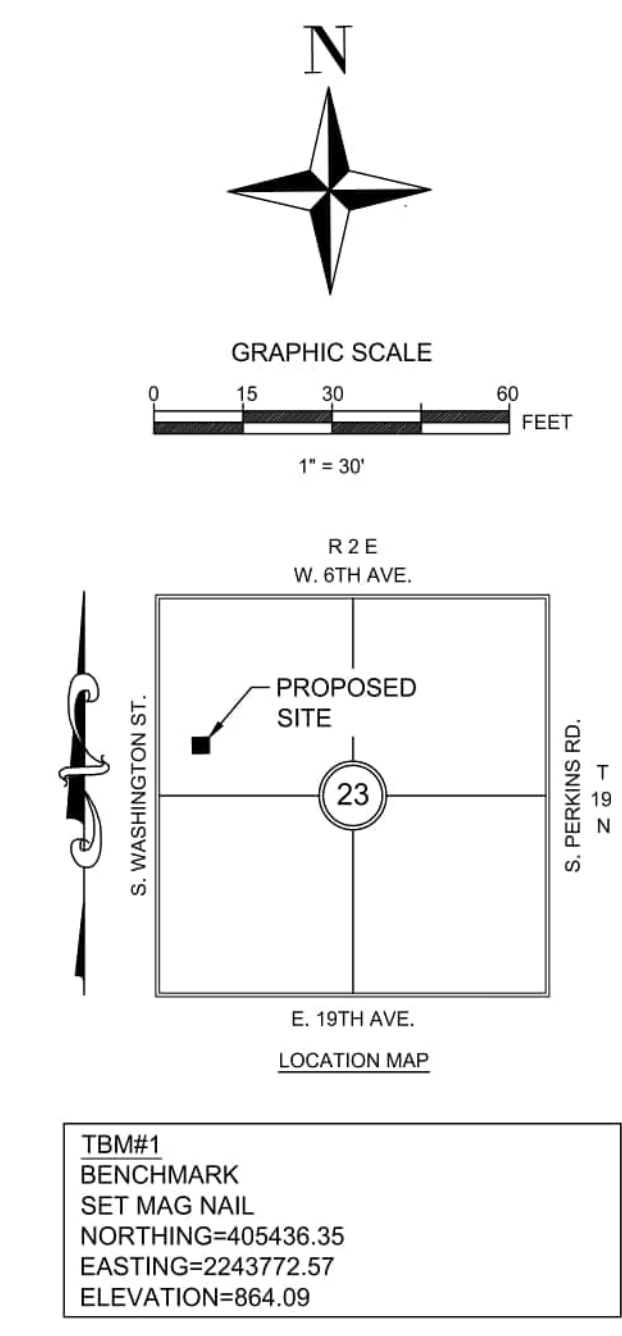 N
GRAPHIC SCALE
0 15 30 60
FEET
1" = 30'
R 2 E
W. 6TH AVE.
PROPOSED
SITE
S. WASHINGTON ST.
23
S. PERKINS RD.
T
19
N
E. 19TH AVE.
LOCATION MAP
TBM#1
BENCHMARK
SET MAG NAIL
NORTHING=405436.35
EASTING=2243772.57
ELEVATION=864.09